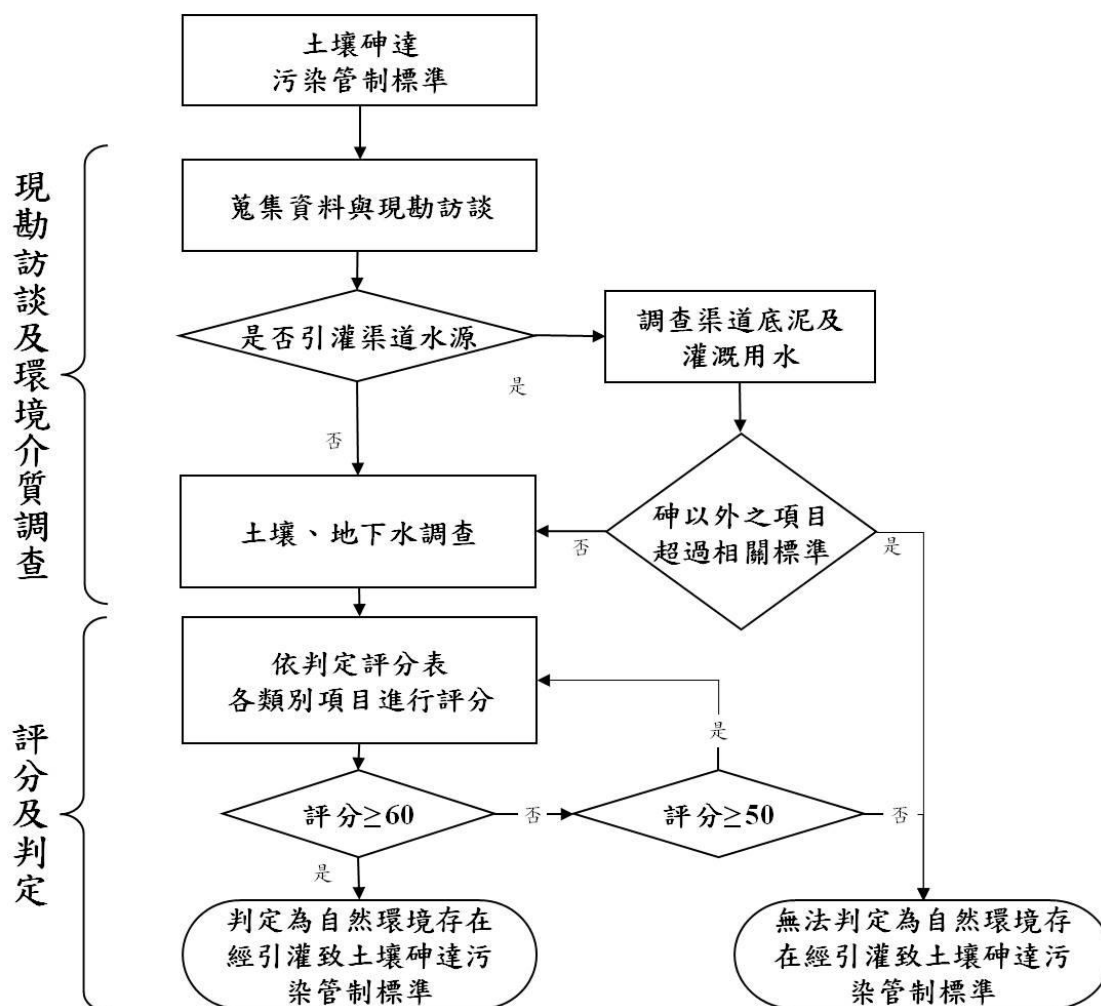 土壤砷達
污染管制標準
現勘訪談及環境介質調查
蒐集資料與現勘訪談
是否引灌渠道水源
是
否
調查渠道底泥及
灌溉用水
砷以外之項目
超過相關標準
否
是
土壤、地下水調查
評分及判定
依判定評分表
各類別項目進行評分
是
評分≥60
否
評分≥50
否
是
判定為自然環境存在
經引灌致土壤砷達污
染管制標準
無法判定為自然環境存
在經引灌致土壤砷達污
染管制標準